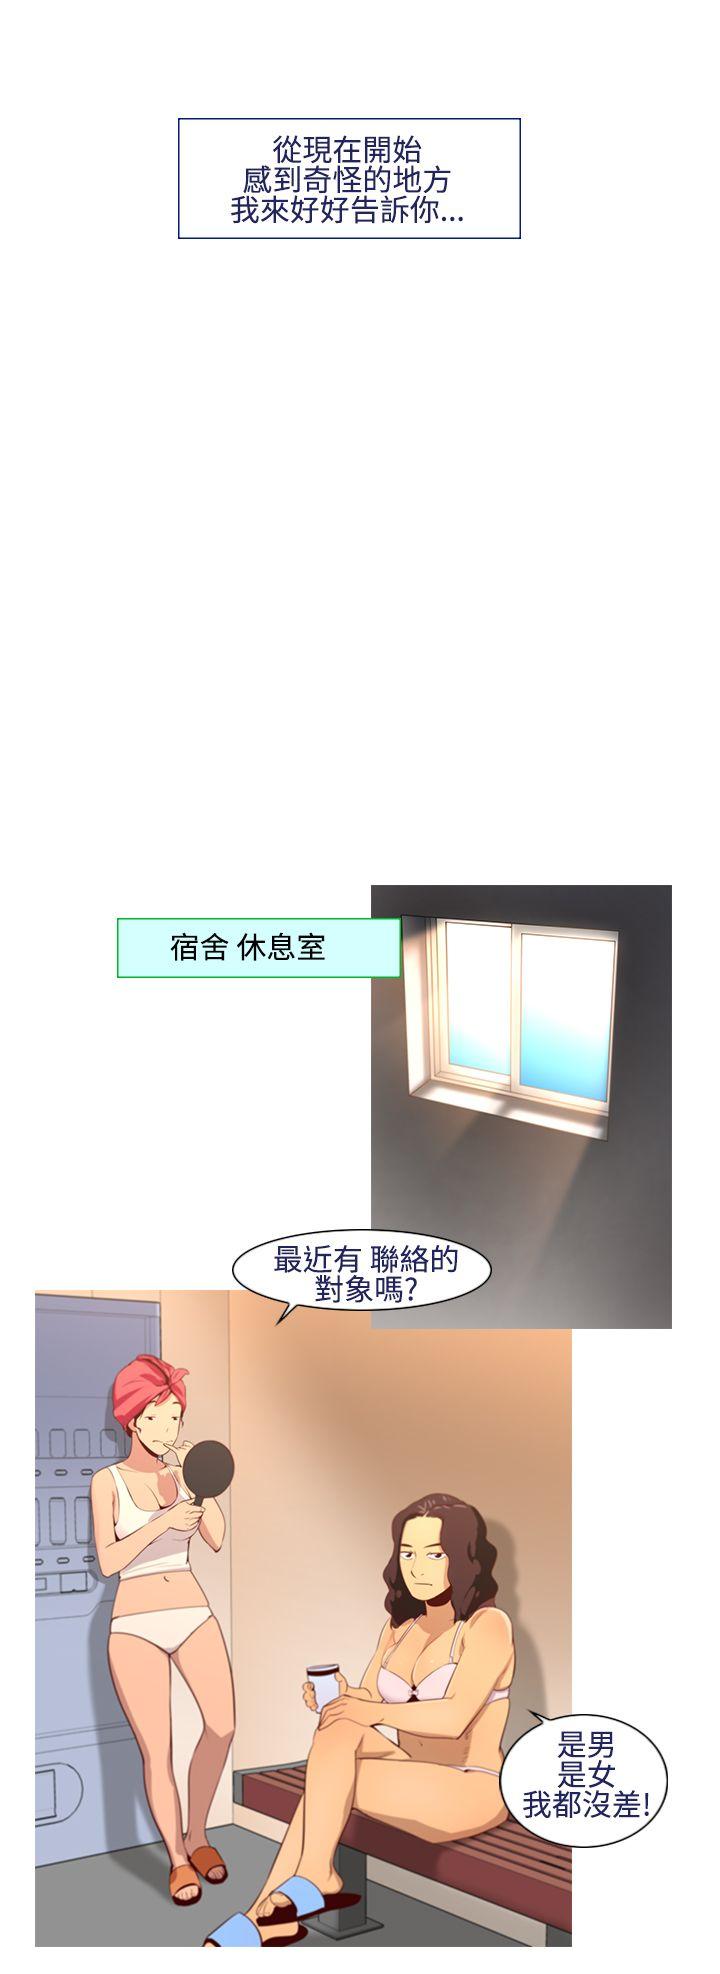 從現在開始
感到奇怪的地方
我來好好告訴你...
宿舍 休息室
最近有 聯絡的
對象嗎?
是男
是女
我都沒差!